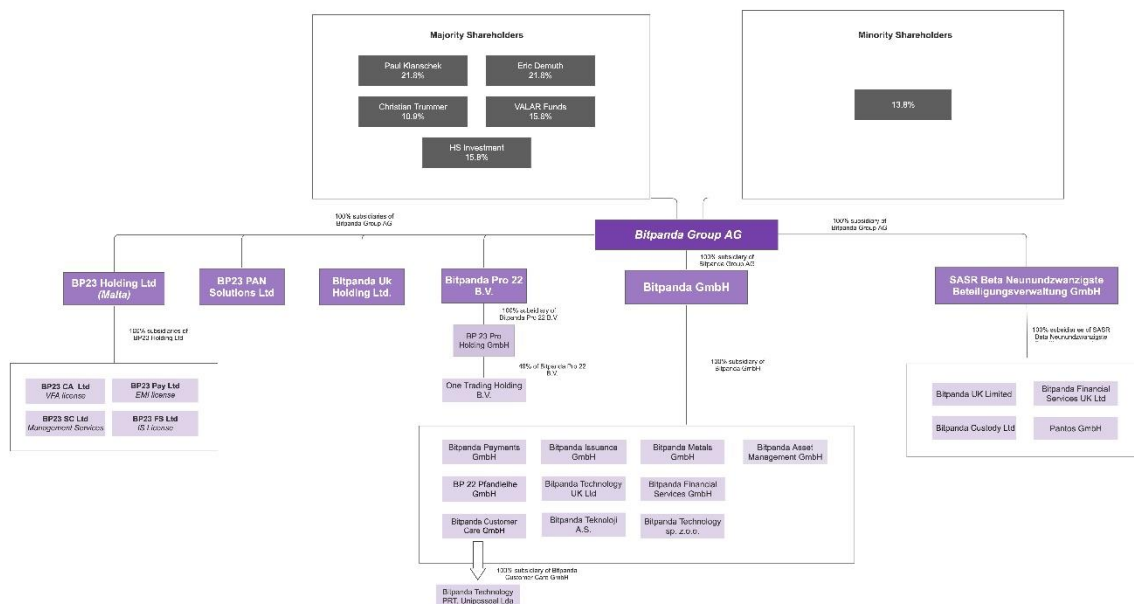 Majority Shareholders
Paul Klanschek
21.8%
Eric Demuth
21.8%
Christian Trummer
10.9%
VALAR Funds
15.8%
HS Investment
15.8%
Minority Shareholders
13.8%
100% subsidiaries of
Bitpanda Group AG
Bitpanda Group AG
100% subsidiary of
Bitpanda Group AG
100% subsidiary of
Bitpanda Group AG
BP23 Holding Ltd
(Malta)
BP23 PAN
Solutions Ltd
Bitpanda Uk
Holding Ltd.
Bitpanda Pro 22
B.V.
Bitpanda GmbH
SASR Beta Neunundzwanzigste
Beteiligungsverwaltung GmbH
100% subsidiaries of
BP23 Holding Ltd
BP23 CA Ltd
VFA license
BP23 Pay Ltd
EMI license
BP23 SC Ltd
Management Services
BP23 FS Ltd
IS License
100% subsidiary of
Bitpanda Pro 22 B.V
BP 23 Pro
Holding GmbH
49% of Bitpanda Pro 22
B.V.
One Trading Holding
B.V.
100% subsidiary of
Bitpanda GmbH
Bitpanda Payments
GmbH
Bitpanda Issuance
GmbH
Bitpanda Metals
GmbH
Bitpanda Asset
Management GmbH
BP 22 Pfandleihe
GmbH
Bitpanda Technology
UK Ltd
Bitpanda Financial
Services GmbH
Bitpanda Customer
Care GmbH
Bitpanda Teknoloji
A.S.
Bitpanda Technology
sp. z.o.o.
100% subsidiary of Bitpanda
Customer Care GmbH
Bitpanda Technology
PRT, Unipessoal Lda
100% subsidiaries of SASR
Beta Neunundzwanzigste
Bitpanda UK Limited
Bitpanda Financial
Services UK Ltd
Bitpanda Custody Ltd
Pantos GmbH